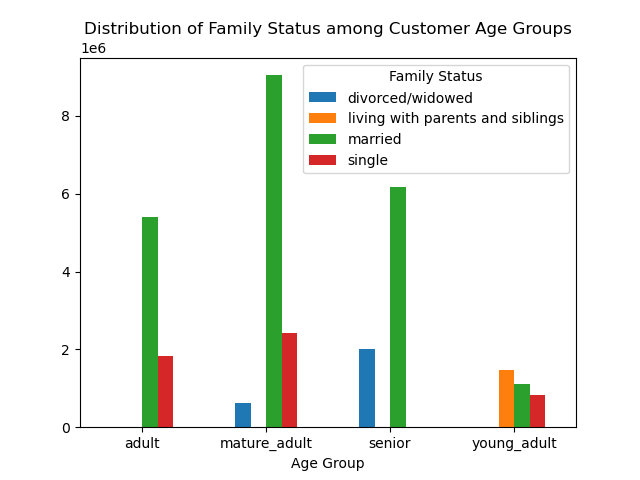 Distribution of Family Status among Customer Age Groups
1e6
Family Status
divorced/widowed
living with parents and siblings
married
single
8
6
4
2
0
adult
mature_adult
senior
young_adult
Age Group